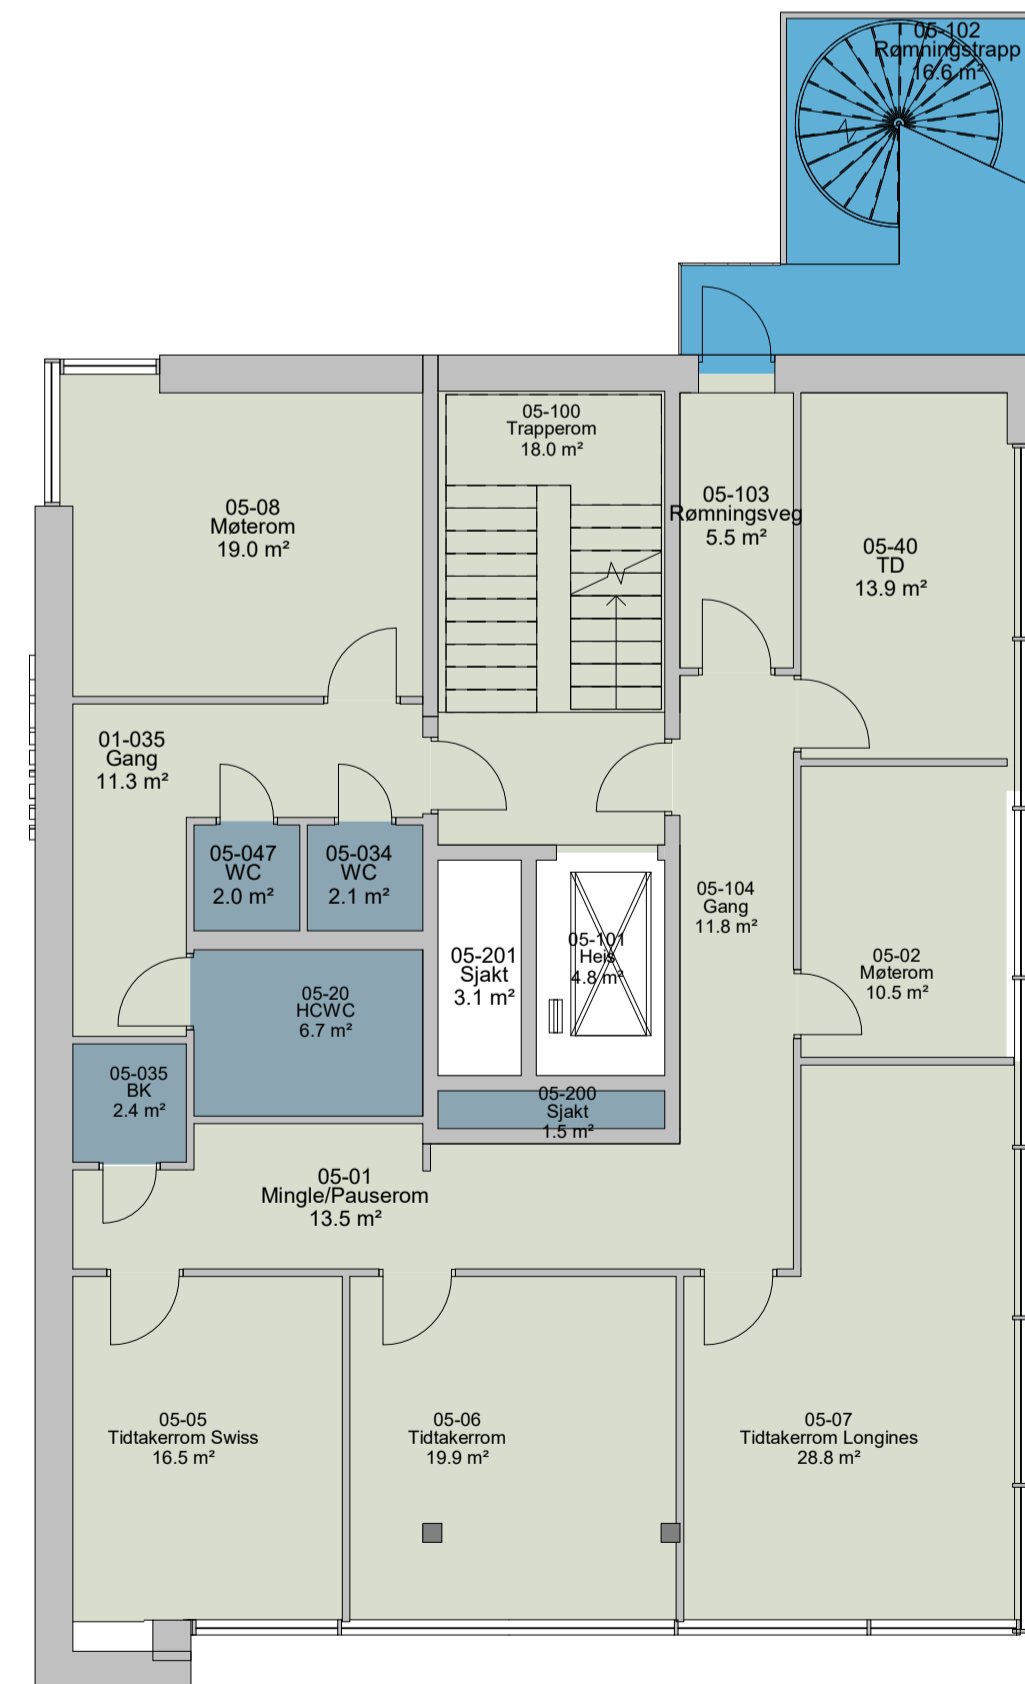 05-102
Rømningstrapp
16.6 m²
05-100
Trapperom
18.0 m²
05-103
Rømningsveg
5.5 m²
05-08
Møterom
19.0 m²
05-40
TD
13.9 m²
01-035
Gang
11.3 m²
05-047
WC
2.0 m²
05-034
WC
2.1 m²
05-104
Gang
11.8 m²
05-201
Sjakt
3.1 m²
05-101
Heis
4.8 m²
05-02
Møterom
10.5 m²
05-20
HCWC
6.7 m²
05-035
BK
2.4 m²
05-200
Sjakt
1.5 m²
05-01
Mingle/Pauserom
13.5 m²
05-05
Tidtakerrom Swiss
16.5 m²
05-06
Tidtakerrom
19.9 m²
05-07
Tidtakerrom Longines
28.8 m²